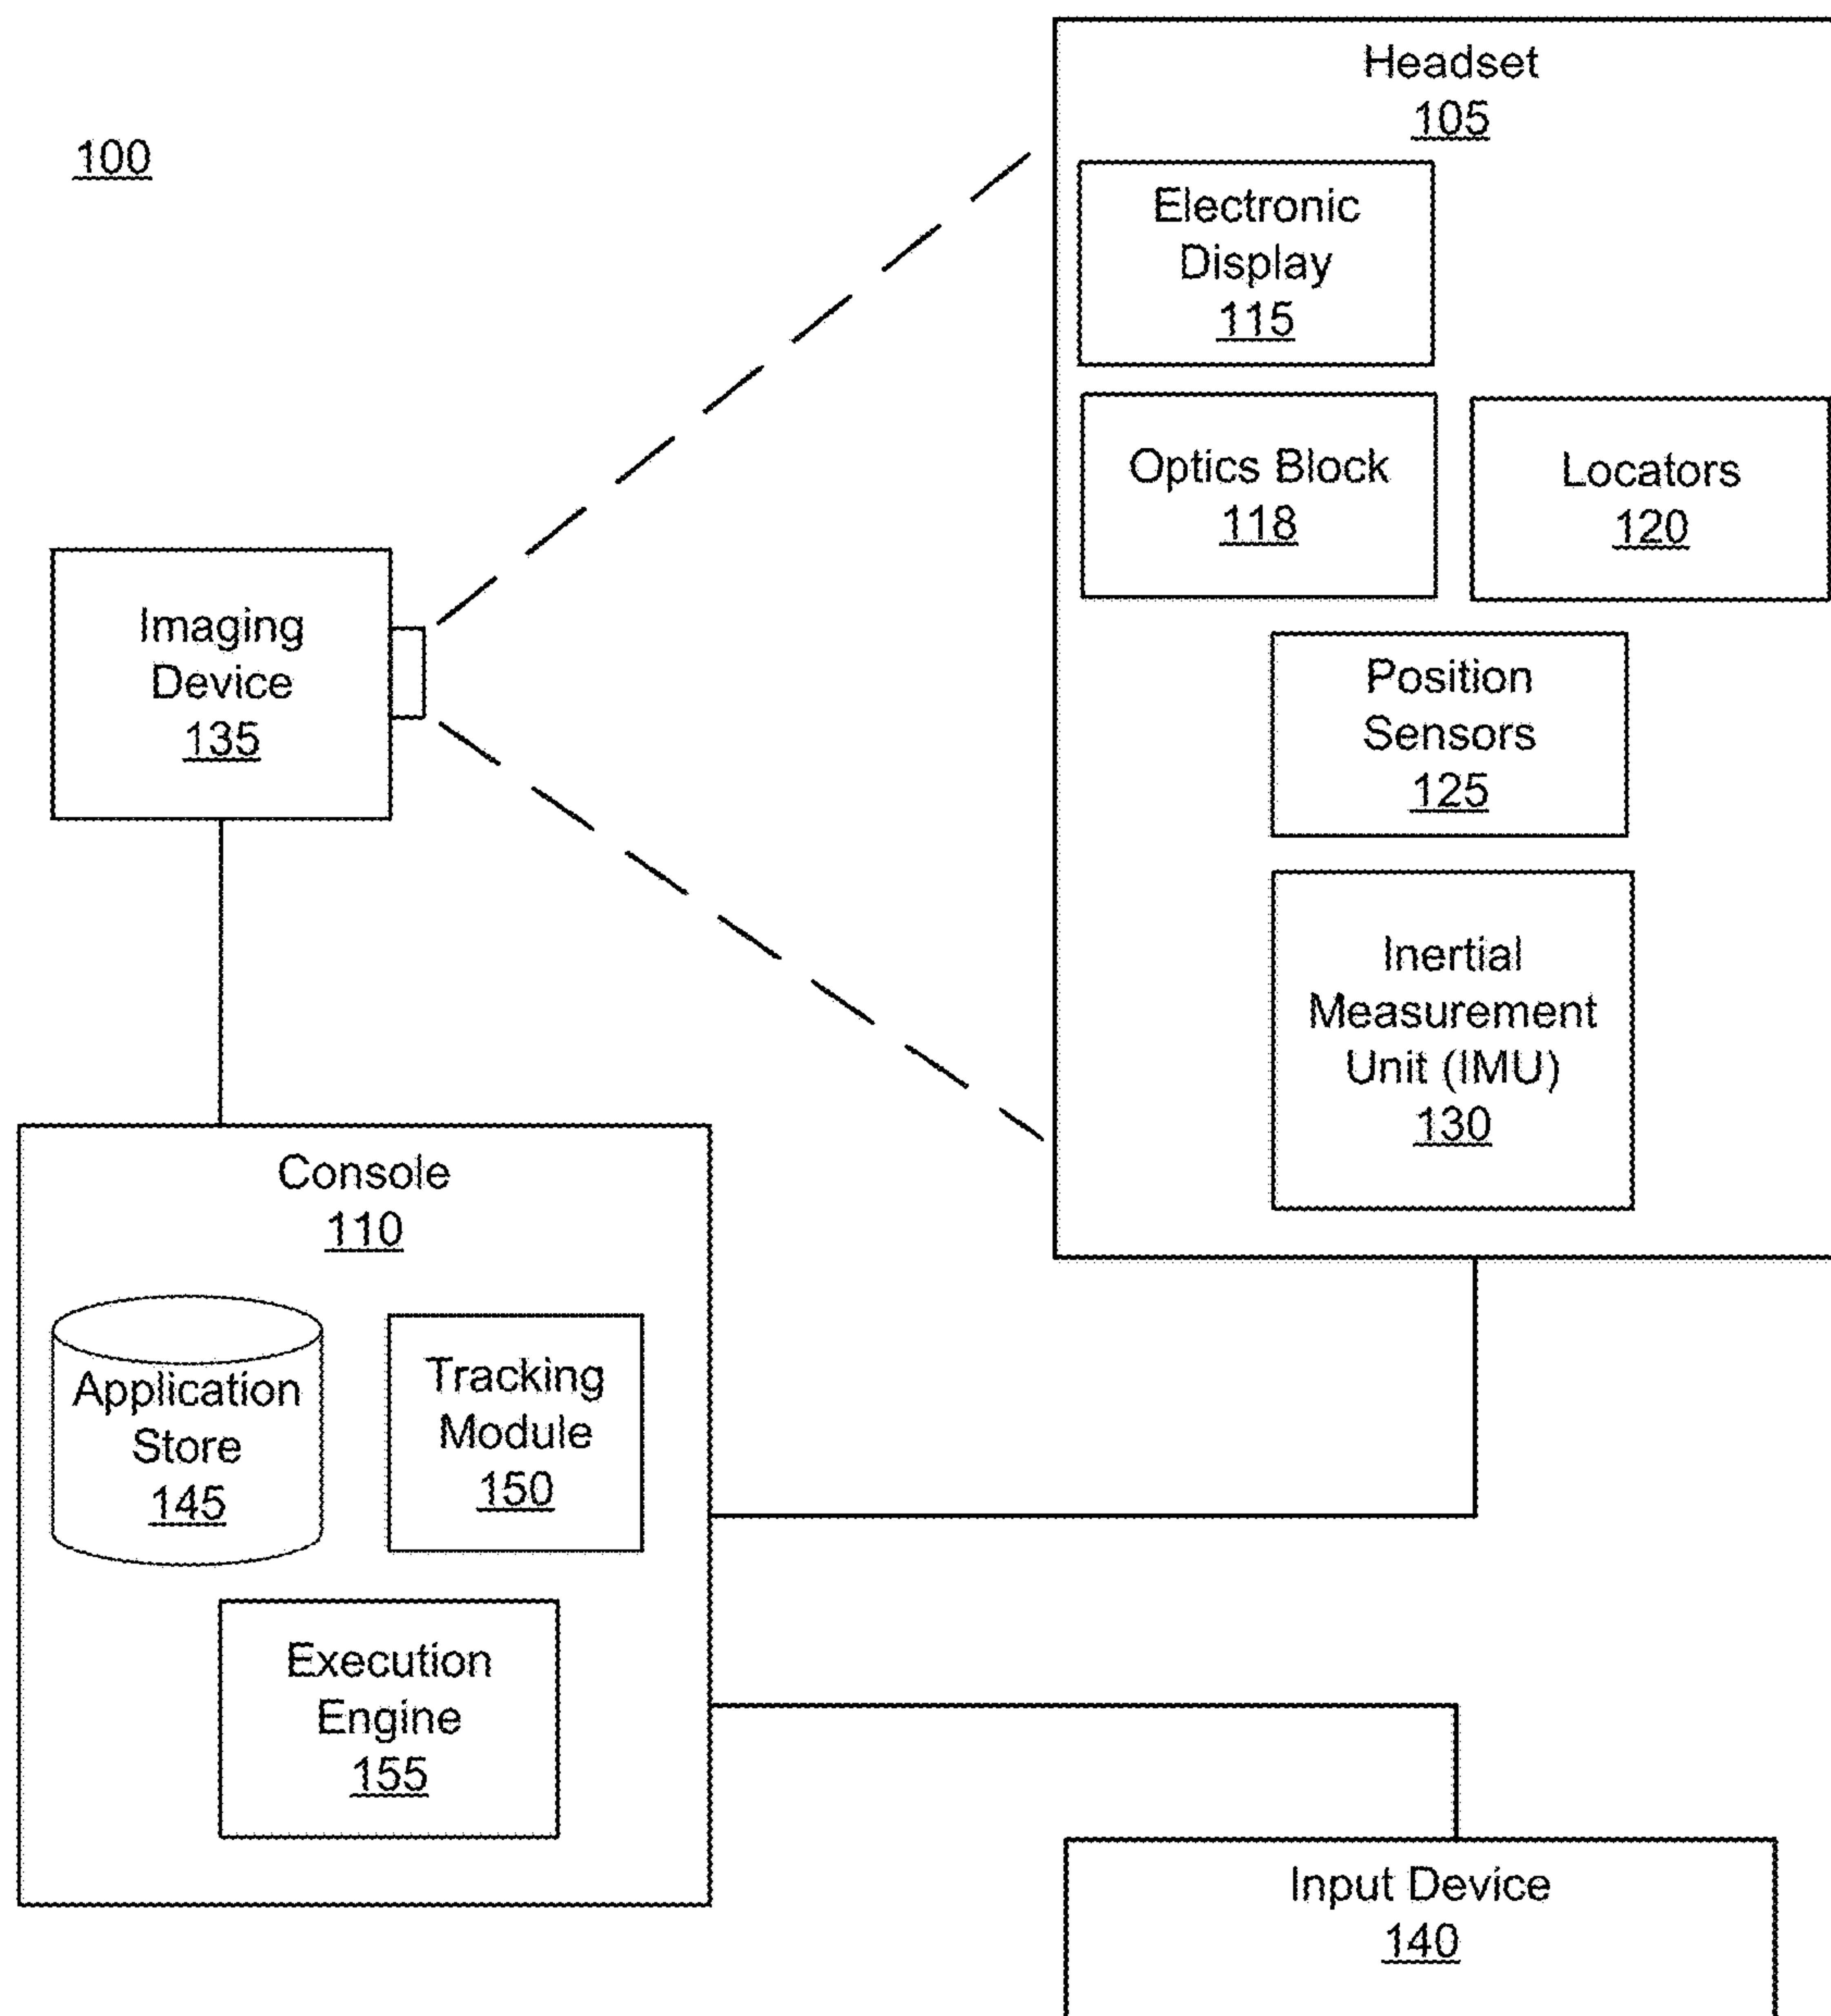 100
Headset
105
Electronic
Display
115
Optics Block
118
Locators
120
Imaging
Device
135
Position
Sensors
125
Inertial
Measurement
Unit (IMU)
130
Console
110
Application
Store
145
Tracking
Module
150
Execution
Engine
155
Input Device
140